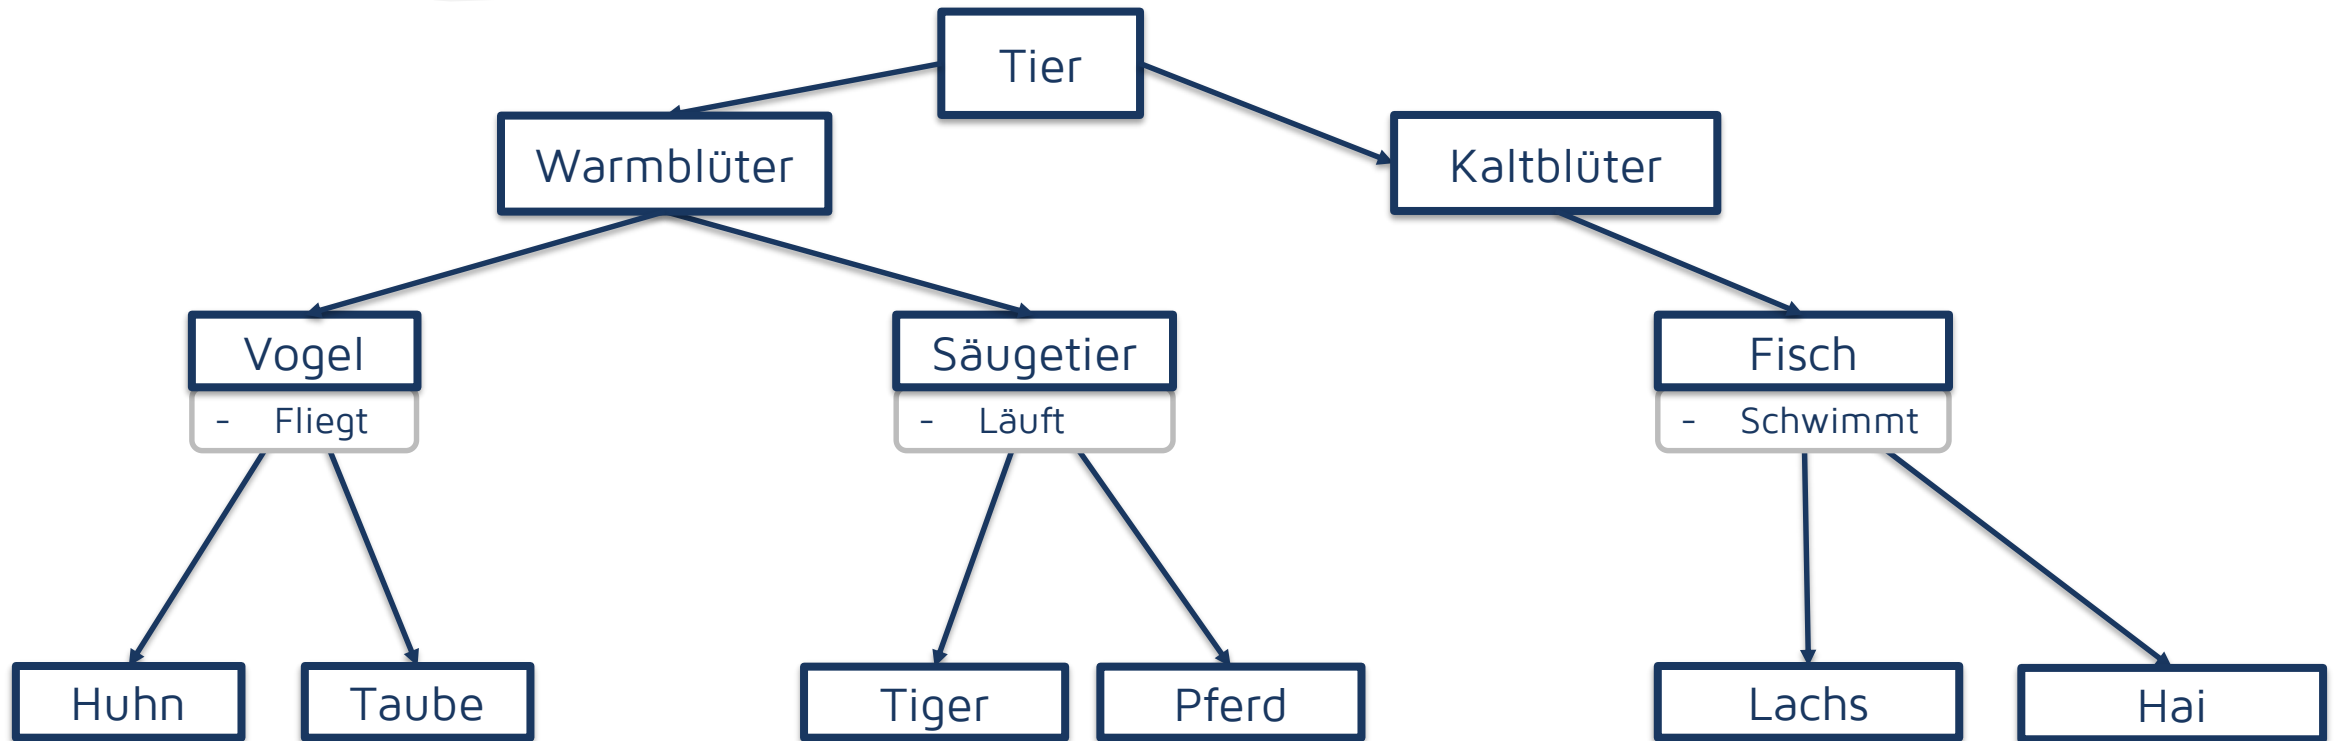 Tier
Warmblüter
Kaltblüter
Vogel
Säugetier
Fisch
- Fliegt
- Läuft
- Schwimmt
Huhn
Taube
Tiger
Pferd
Lachs
Hai